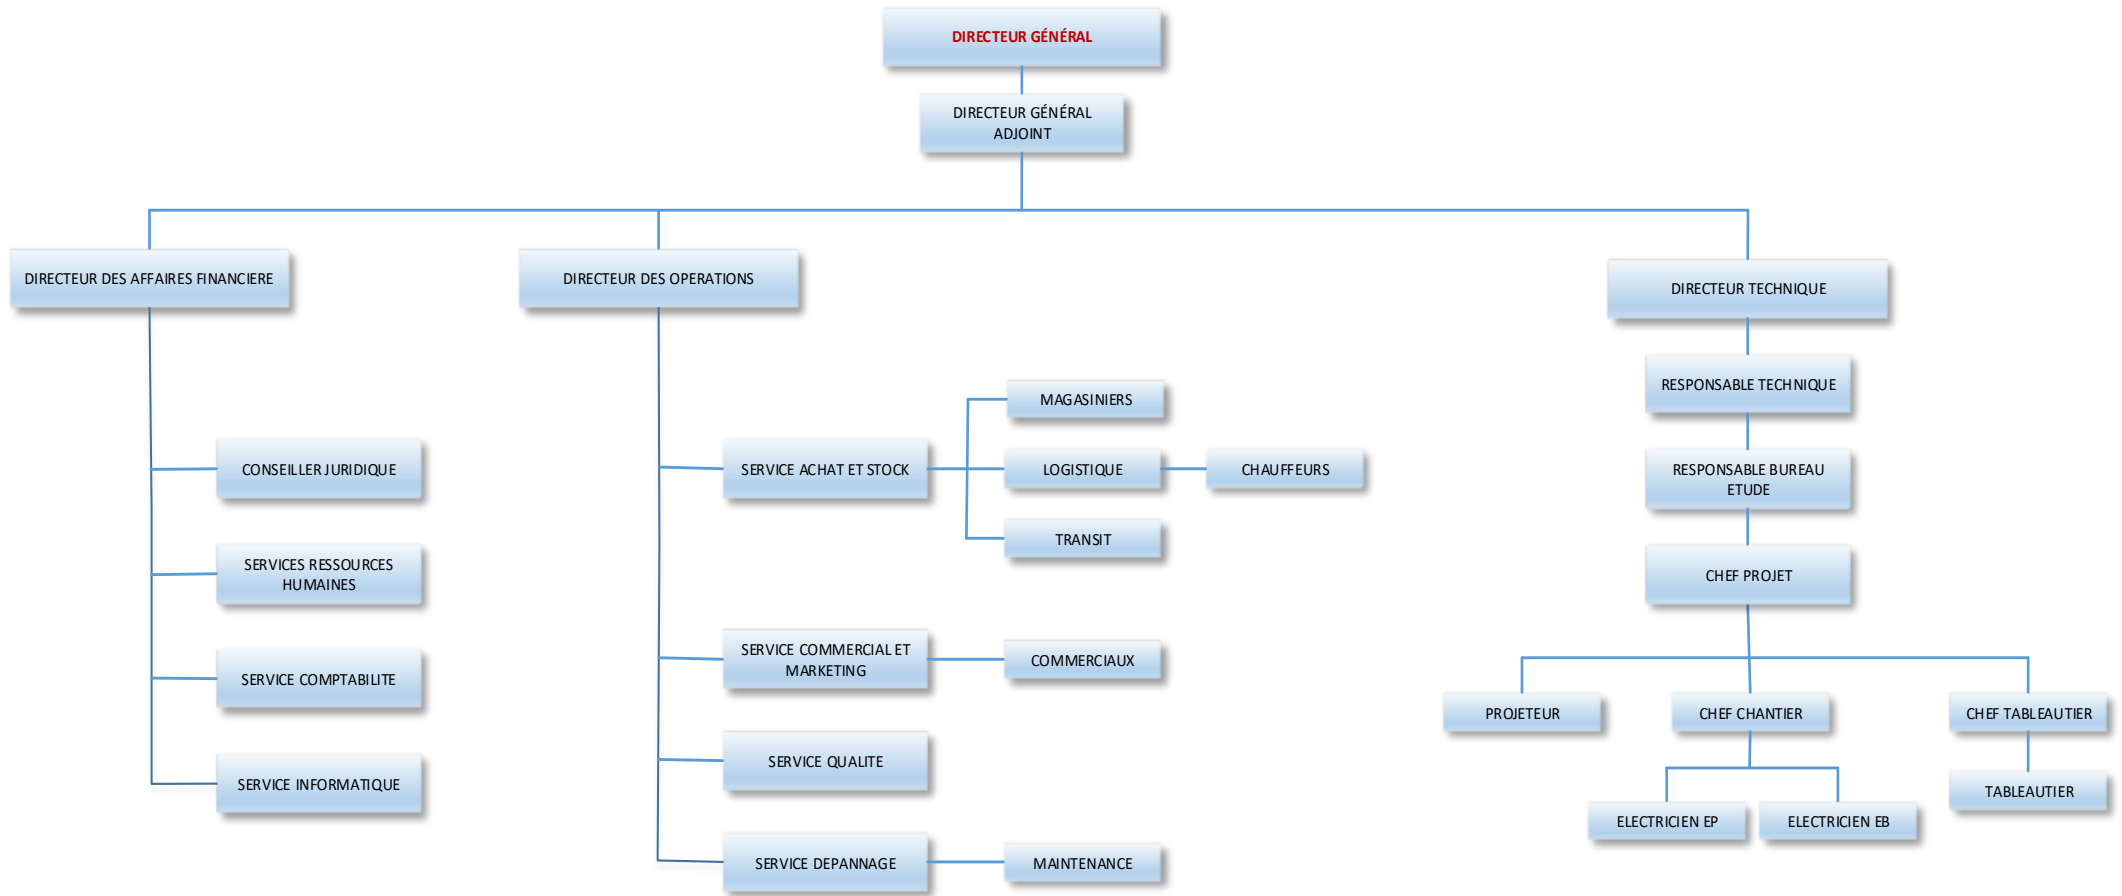 DIRECTEUR GÉNÉRAL
DIRECTEUR GÉNÉRAL
ADJOINT
DIRECTEUR DES AFFAIRES FINANCIERE
DIRECTEUR DES OPERATIONS
DIRECTEUR TECHNIQUE
RESPONSABLE TECHNIQUE
MAGASINIERS
CONSEILLER JURIDIQUE
SERVICE ACHAT ET STOCK
LOGISTIQUE
CHAUFFEURS
RESPONSABLE BUREAU
ETUDE
TRANSIT
SERVICES RESSOURCES
HUMAINES
CHEF PROJET
SERVICE COMMERCIAL ET
MARKETING
COMMERCIAUX
SERVICE COMPTABILITE
PROJETEUR
CHEF CHANTIER
CHEF TABLEAUTIER
SERVICE QUALITE
SERVICE INFORMATIQUE
TABLEAUTIER
ELECTRICIEN EP
ELECTRICIEN EB
SERVICE DEPANNAGE
MAINTENANCE